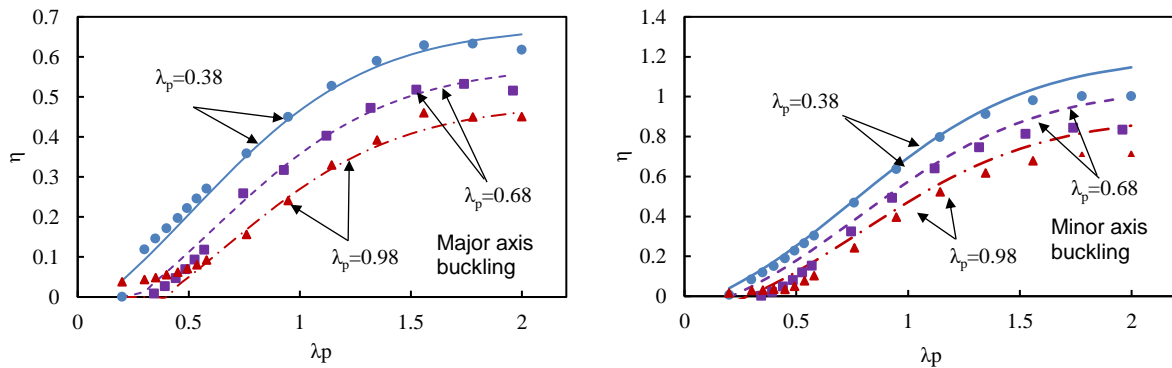 0.7
0.6
0.5
0.4
0.3
0.2
0.1
0
η
0
0.5
1
1.5
2
λp
λp=0.38
λp=0.68
λp=0.98
Major axis
buckling
1.4
1.2
1
0.8
0.6
0.4
0.2
0
η
0
0.5
1
1.5
2
λp
λp=0.38
λp=0.68
λp=0.98
Minor axis
buckling